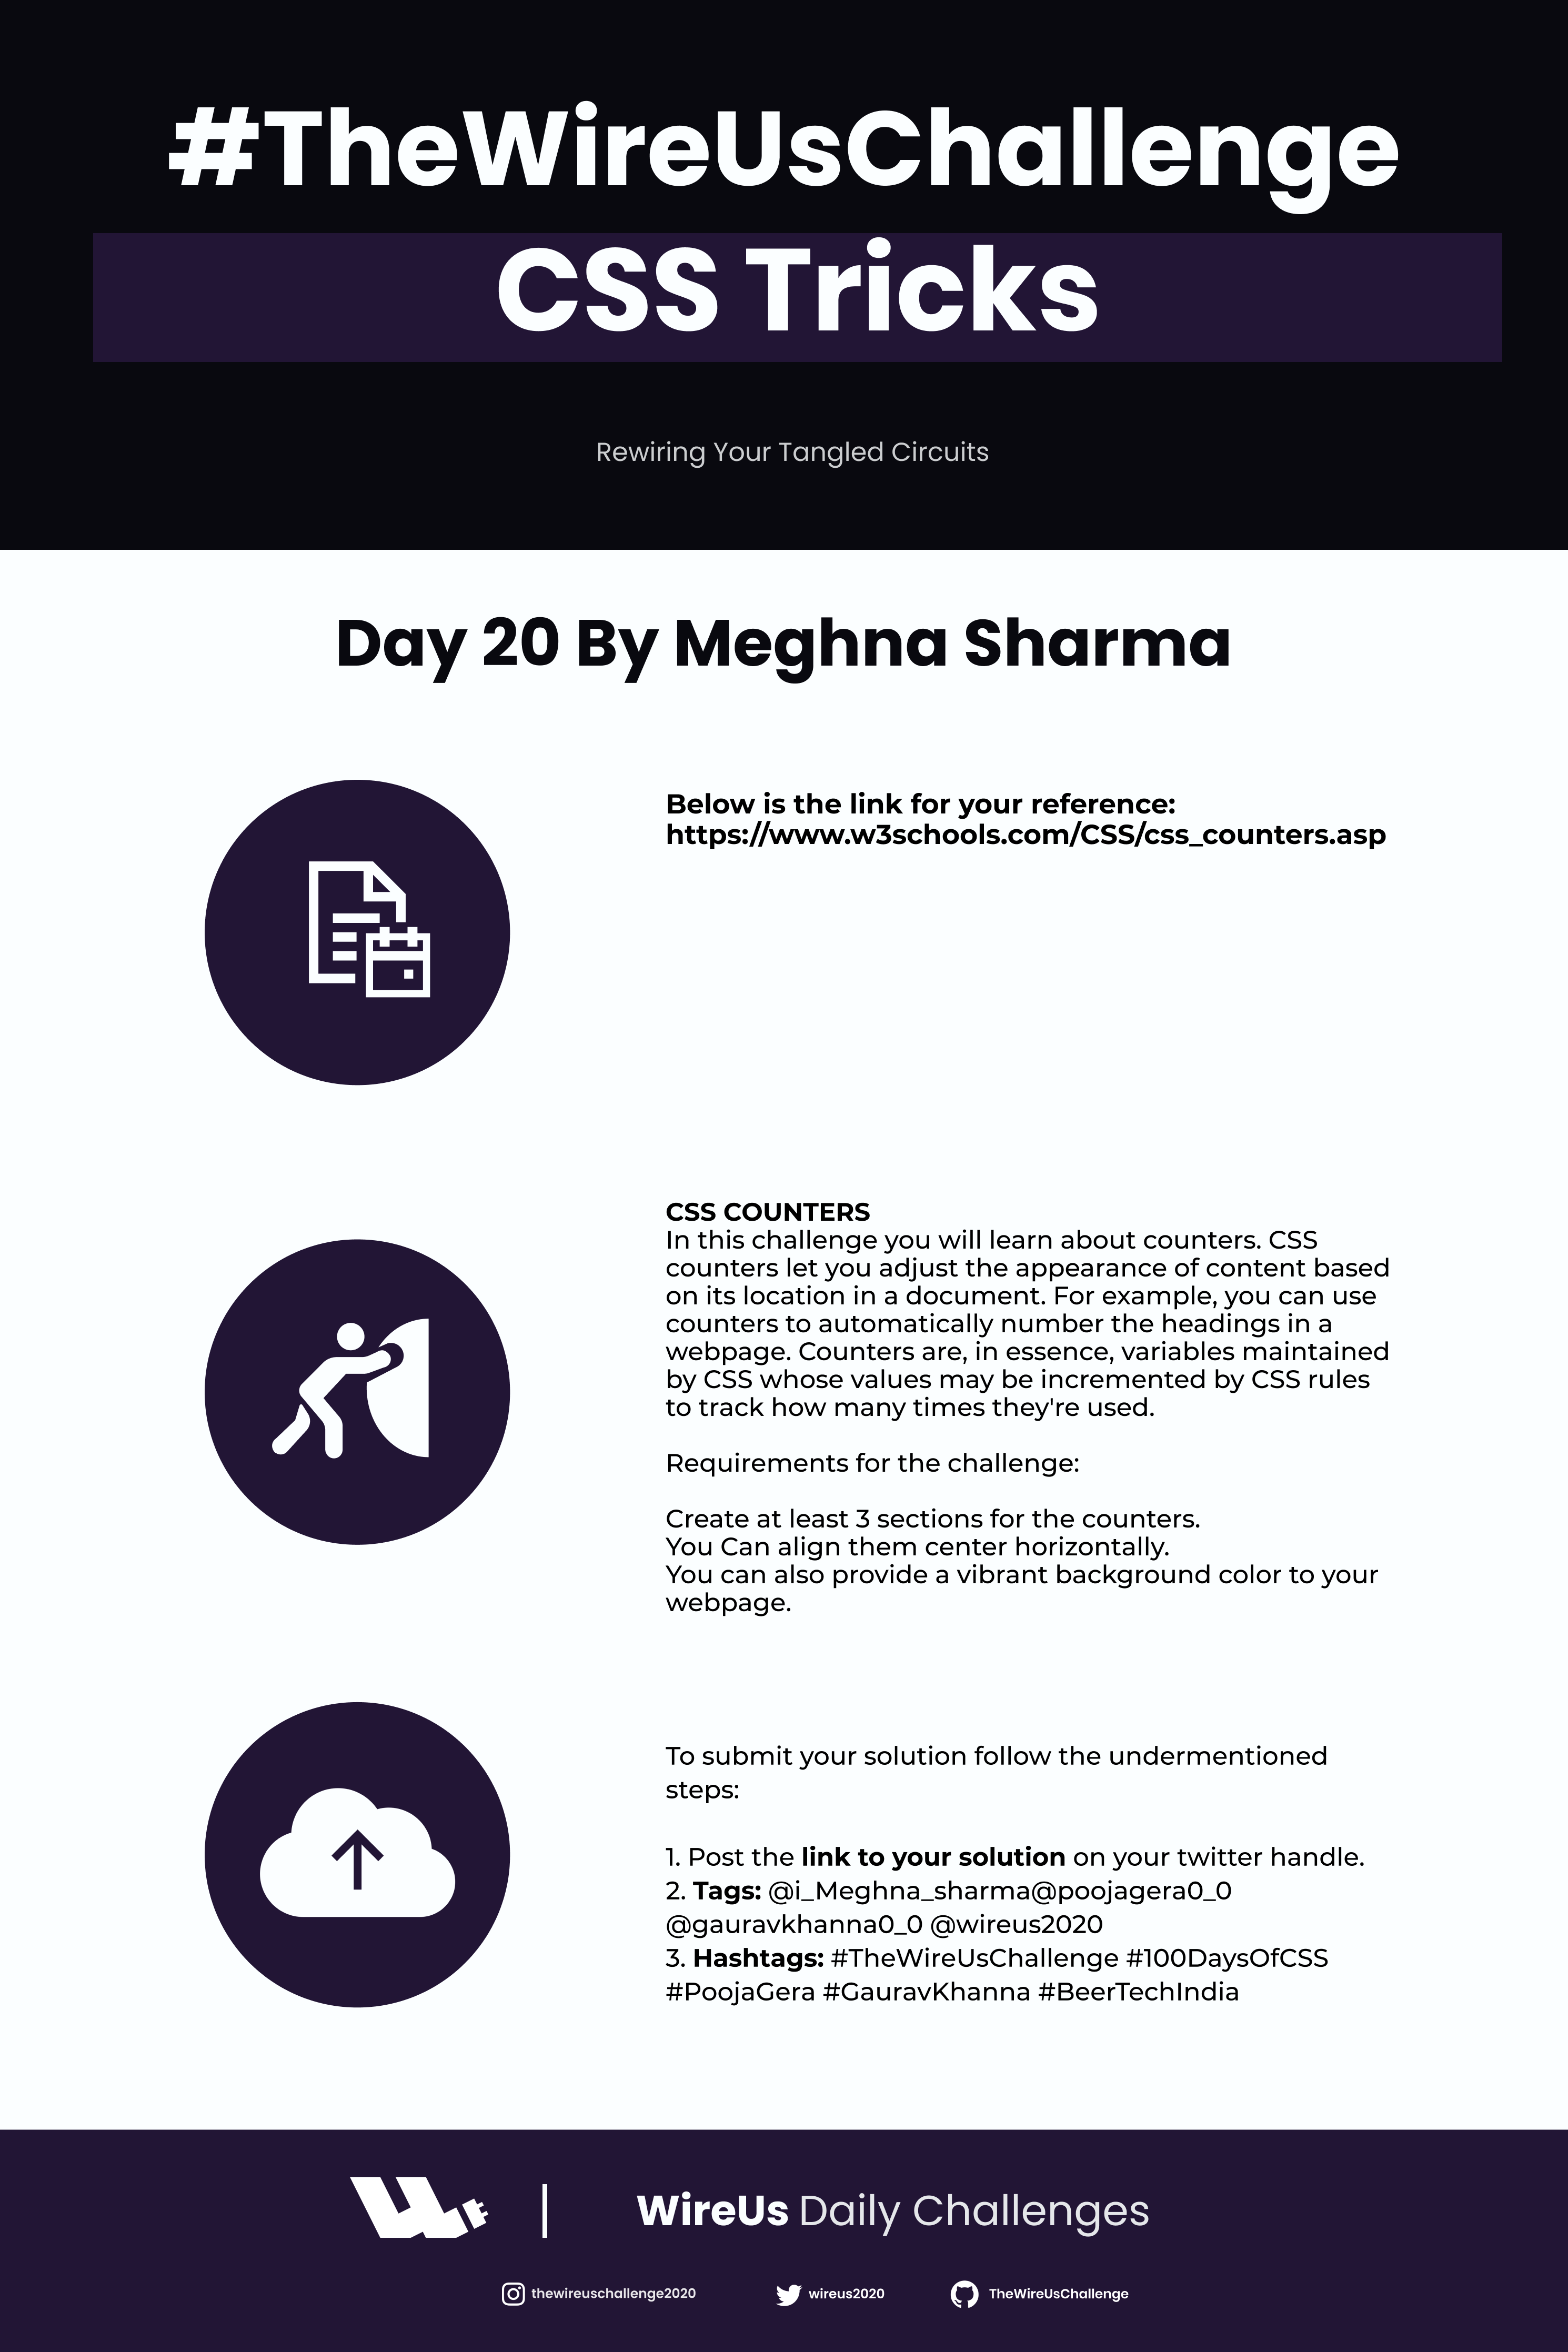 #TheWireUsChallenge
CSS Tricks
Rewiring Your Tangled Circuits
Day 20 By Meghna Sharma
Below is the link for your reference:
https://www.w3schools.com/CSS/css_counters.asp
CSS COUNTERS
In this challenge you will learn about counters. CSS
counters let you adjust the appearance of content based
on its location in a document. For example, you can use
counters to automatically number the headings in a
webpage. Counters are, in essence, variables maintained
by CSS whose values may be incremented by CSS rules
to track how many times they're used.
Requirements for the challenge:
Create at least 3 sections for the counters.
You Can align them center horizontally.
You can also provide a vibrant background color to your
webpage.
To submit your solution follow the undermentioned
steps:
1. Post the link to your solution on your twitter handle.
2. Tags: @i_Meghna_sharma@poojagera0_0
@gauravkhanna0_0 @wireus2020
3. Hashtags: #TheWireUsChallenge #100DaysOfCSS
#PoojaGera #GauravKhanna #BeerTechIndia
WireUs Daily Challenges
thewireuschallenge2020 wireus2020 TheWireUsChallenge